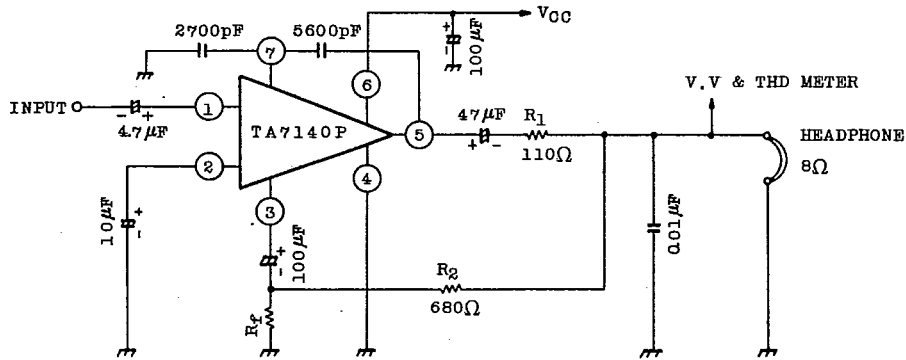 2700pF
5600pF
VCC
100μF
7
6
V.V & THD METER
INPUT
1
4.7μF
TA7140P
5
47μF
R1
110Ω
HEADPHONE
8Ω
2
4
10μF
3
100μF
0.01μF
R2
680Ω
Rf